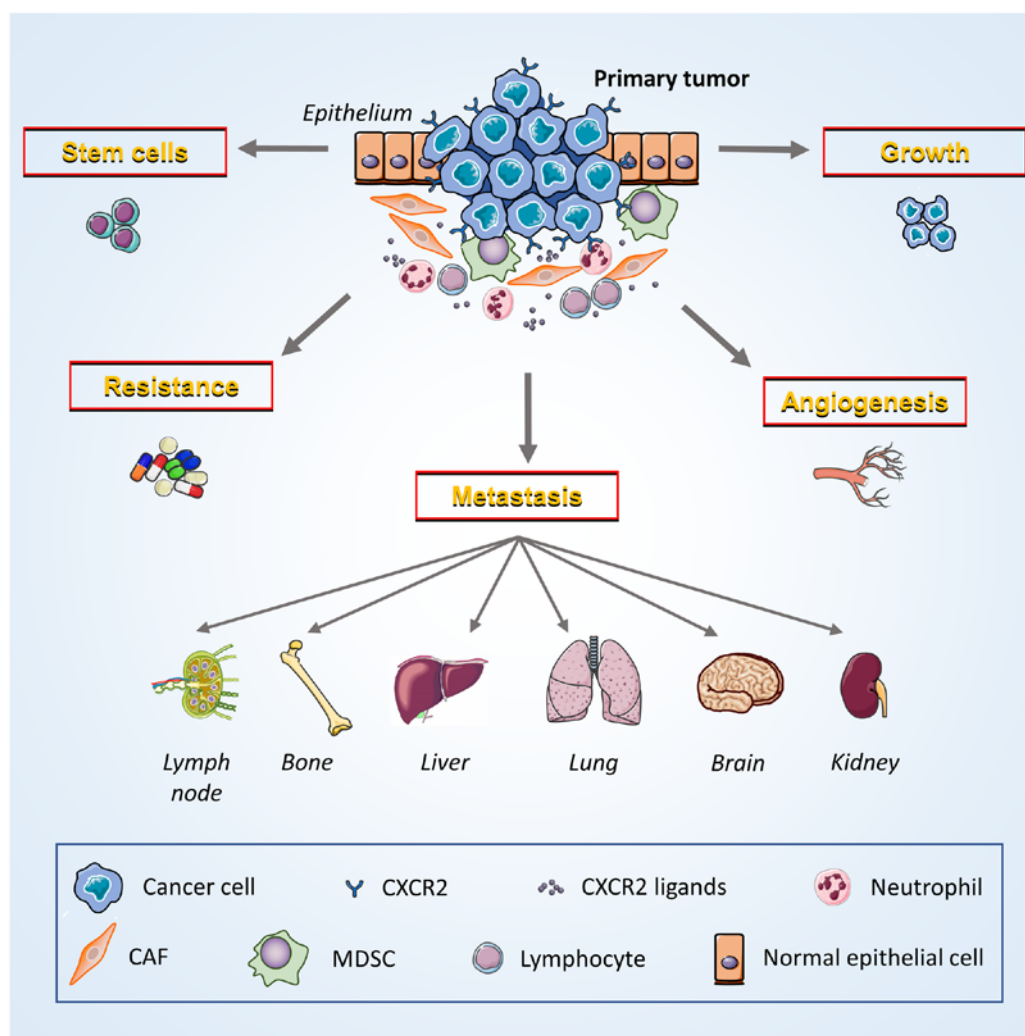 Primary tumor
Epithelium
Stem cells
Growth
Resistance
Angiogenesis
Metastasis
Lymph
node
Bone
Liver
Lung
Brain
Kidney
Cancer cell
CXCR2
CXCR2 ligands
Neutrophil
CAF
MDSC
Lymphocyte
Normal epithelial cell